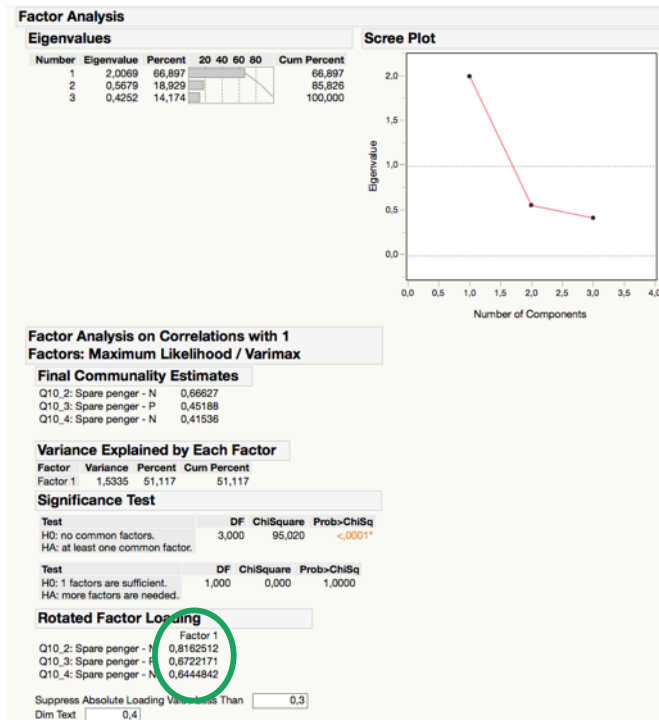 Factor Analysis
Eigenvalues
Number Eigenvalue Percent 20 40 60 80 Cum Percent
1 2,0069 66,897 66,897
2 0,5679 18,929 85,826
3 0,4252 14,174 100,000
Scree Plot
2,0
1,5
1,0
0,5
0,0
Eigenvalue
0,0 0,5 1,0 1,5 2,0 2,5 3,0 3,5 4,0
Number of Components
Factor Analysis on Correlations with 1
Factors: Maximum Likelihood / Varimax
Final Communality Estimates
Q10_2: Spare penger - N 0,66627
Q10_3: Spare penger - P 0,45188
Q10_4: Spare penger - N 0,41536
Variance Explained by Each Factor
Factor Variance Percent Cum Percent
Factor 1 1,5335 51,117 51,117
Significance Test
Test DF ChiSquare Prob>ChiSq
H0: no common factors. 3,000 95,020 <,0001*
HA: at least one common factor.
Test DF ChiSquare Prob>ChiSq
H0: 1 factors are sufficient. 1,000 0,000 1,0000
HA: more factors are needed.
Rotated Factor Loading
Factor 1
Q10_2: Spare penger - N 0,8162512
Q10_3: Spare penger - P 0,6722171
Q10_4: Spare penger - N 0,6444842
Suppress Absolute Loading Value Less Than 0,3
Dim Text 0,4